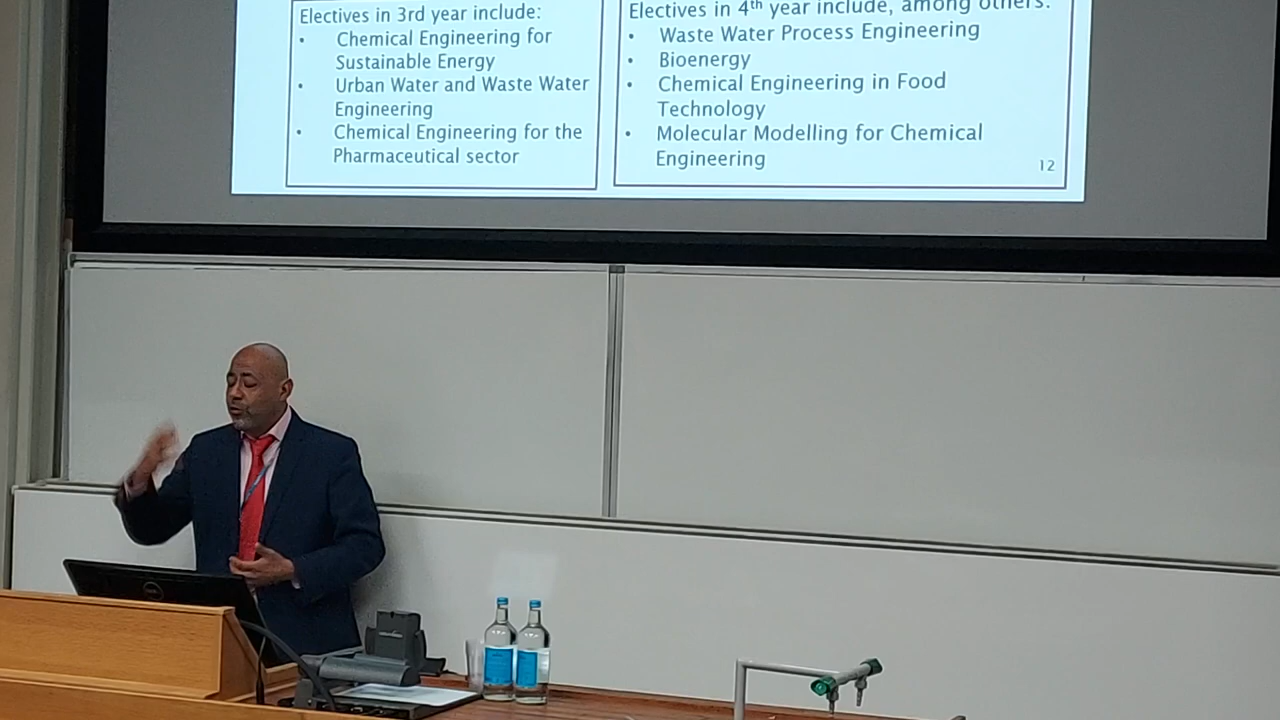 Electives in 3rd year include:
• Chemical Engineering for
Sustainable Energy
• Urban Water and Waste Water
Engineering
• Chemical Engineering for the
Pharmaceutical sector
Electives in 4th year include, among others:
• Waste Water Process Engineering
• Bioenergy
• Chemical Engineering in Food
Technology
• Molecular Modelling for Chemical
Engineering
12
DELL